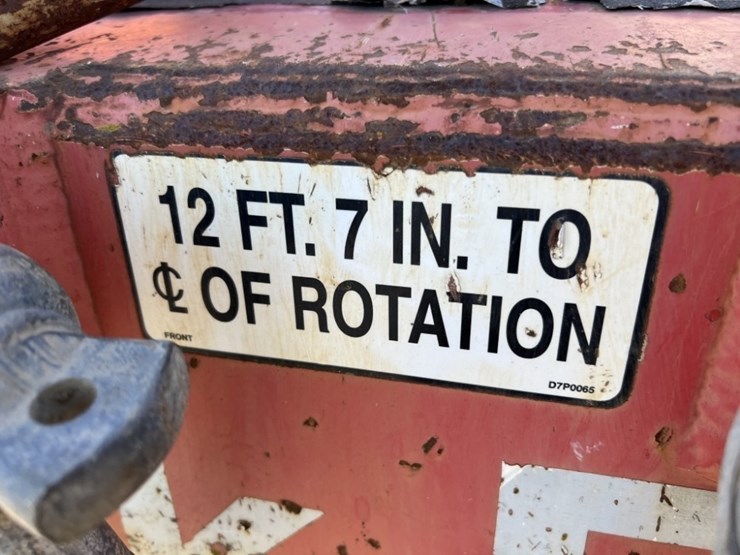 12 FT. 7 IN. TO
℄ OF ROTATION
FRONT
D7P0065